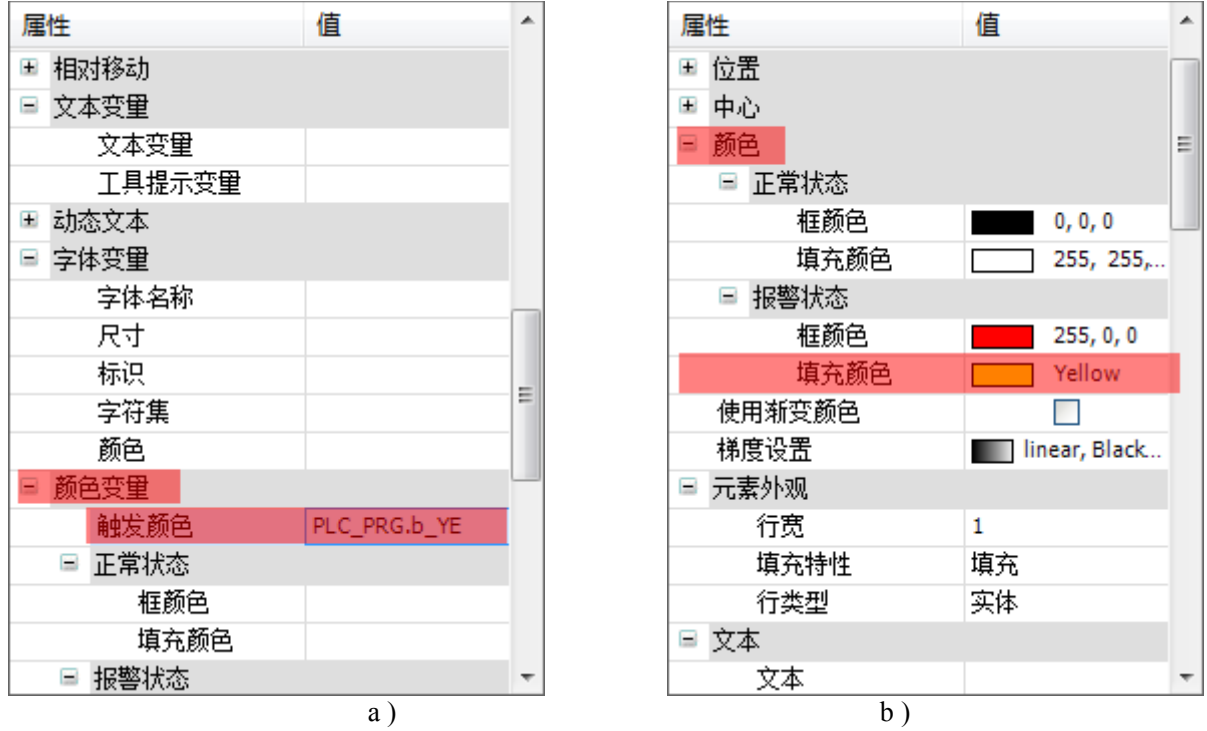 属性 值
相对移动
文本变量
文本变量
工具提示变量
动态文本
字体变量
字体名称
尺寸
标识
字符集
颜色
颜色变量
触发颜色 PLC_PRG.b_YE
正常状态
框颜色
填充颜色
报警状态
a )
属性 值
位置
中心
颜色
正常状态
框颜色 0, 0, 0
填充颜色 255, 255,...
报警状态
框颜色 255, 0, 0
填充颜色 Yellow
使用渐变颜色
梯度设置 linear, Black...
元素外观
行宽 1
填充特性 填充
行类型 实体
文本
文本
b )